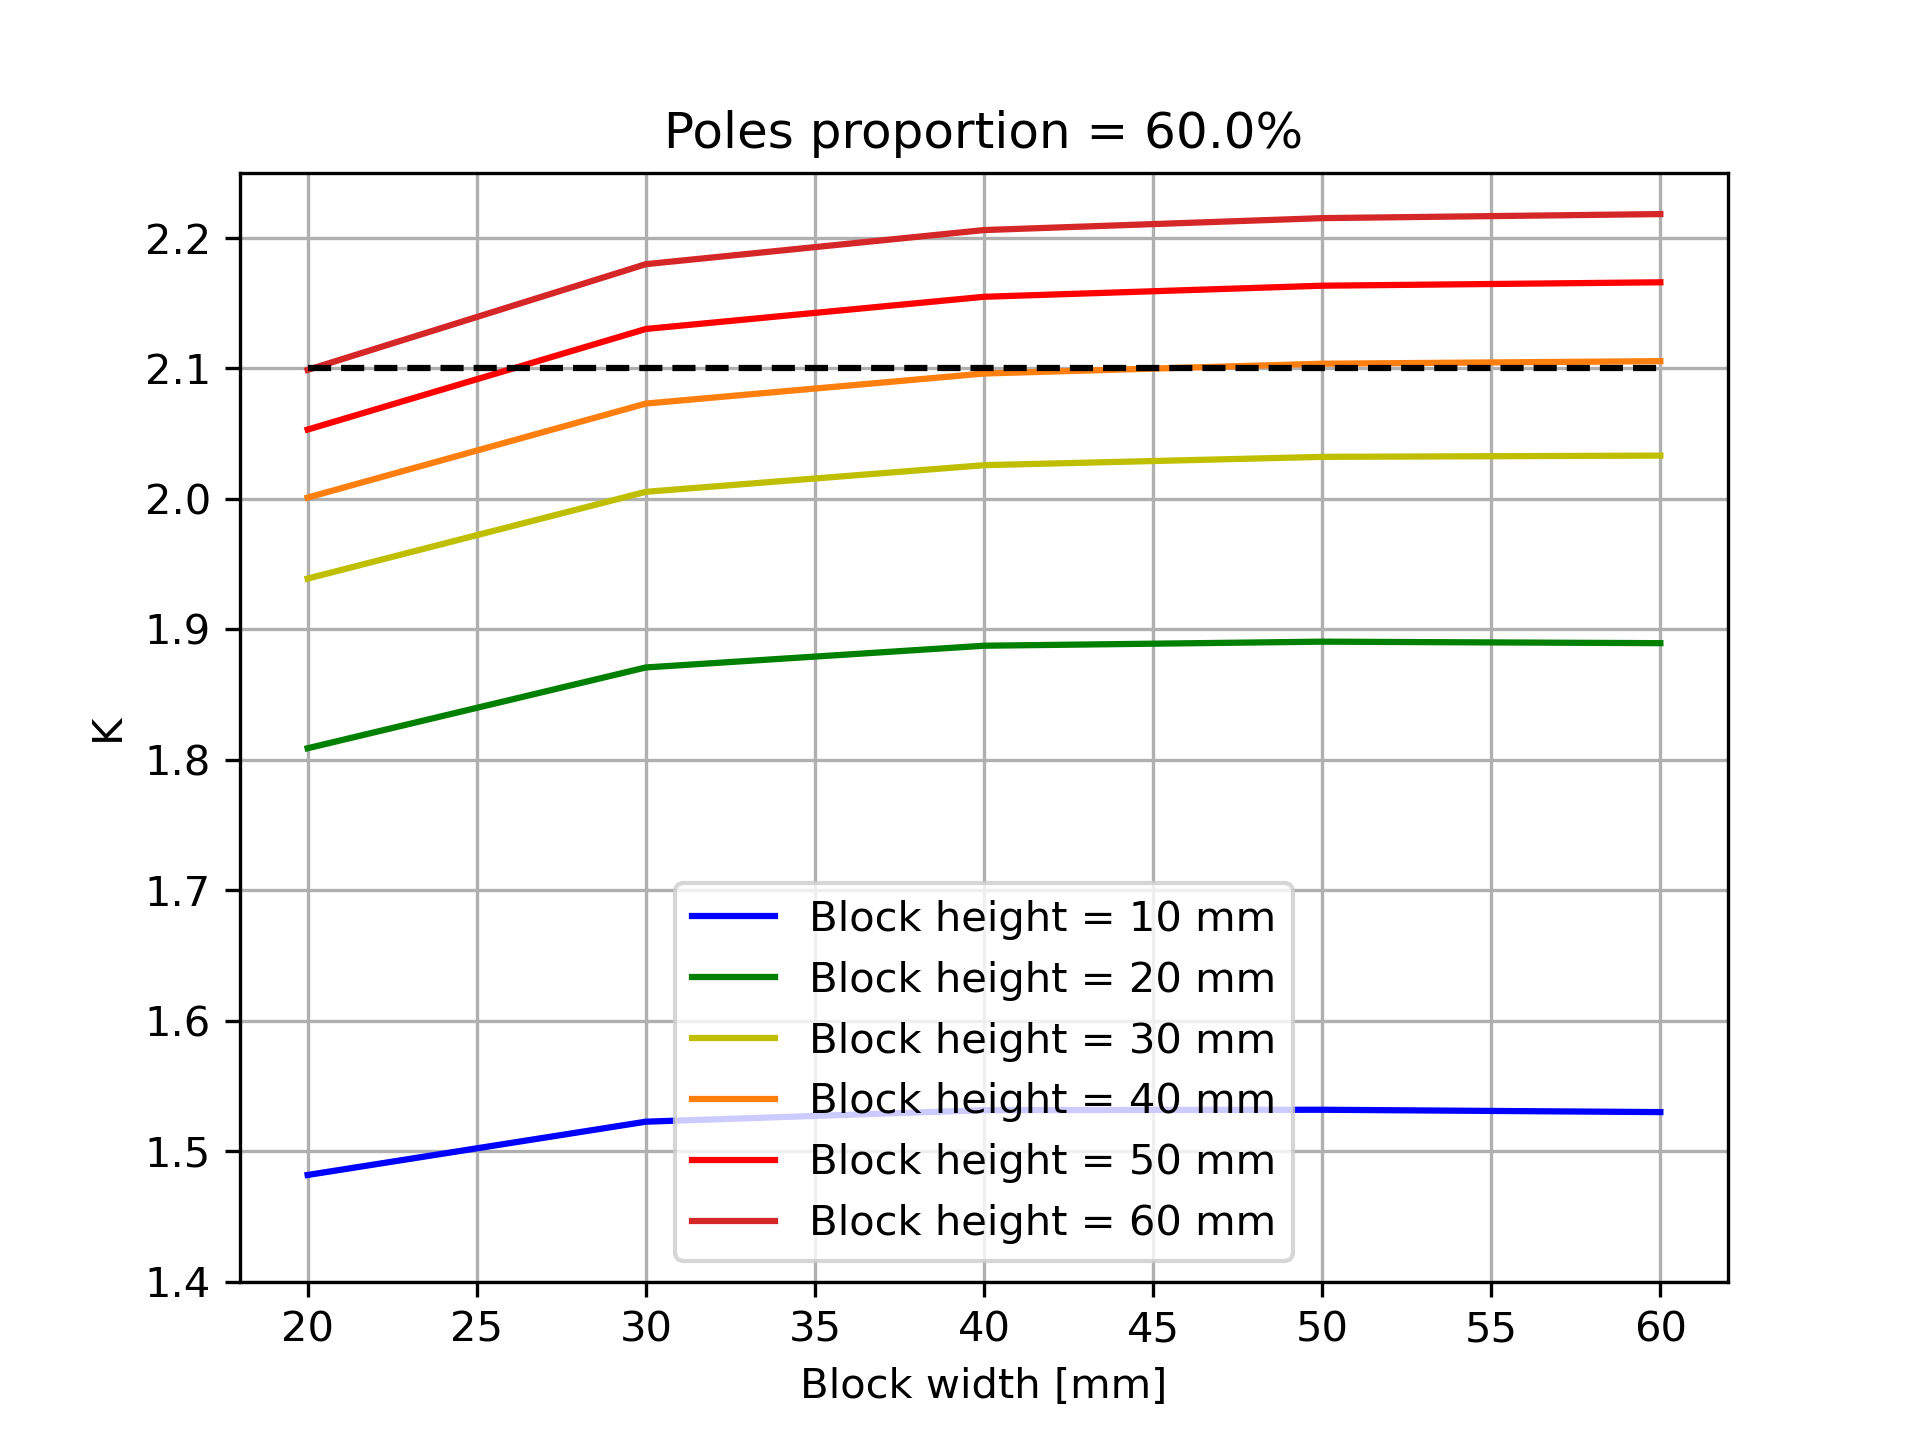 Poles proportion = 60.0%
2.2
2.1
2.0
1.9
1.8
1.7
1.6
1.5
1.4
K
Block height = 10 mm
Block height = 20 mm
Block height = 30 mm
Block height = 40 mm
Block height = 50 mm
Block height = 60 mm
20 25 30 35 40 45 50 55 60
Block width [mm]